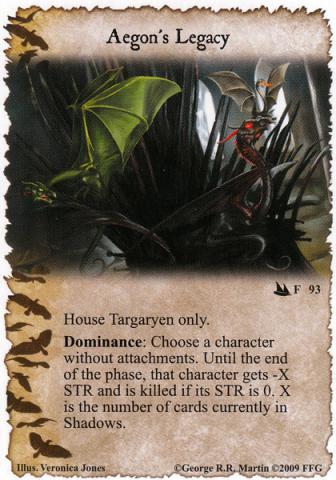 Aegon's Legacy
F 93
House Targaryen only.
Dominance: Choose a character
without attachments. Until the end
of the phase, that character gets -X
STR and is killed if its STR is 0. X
is the number of cards currently in
Shadows.
Illus. Veronica Jones ©George R.R. Martin ©2009 FFG